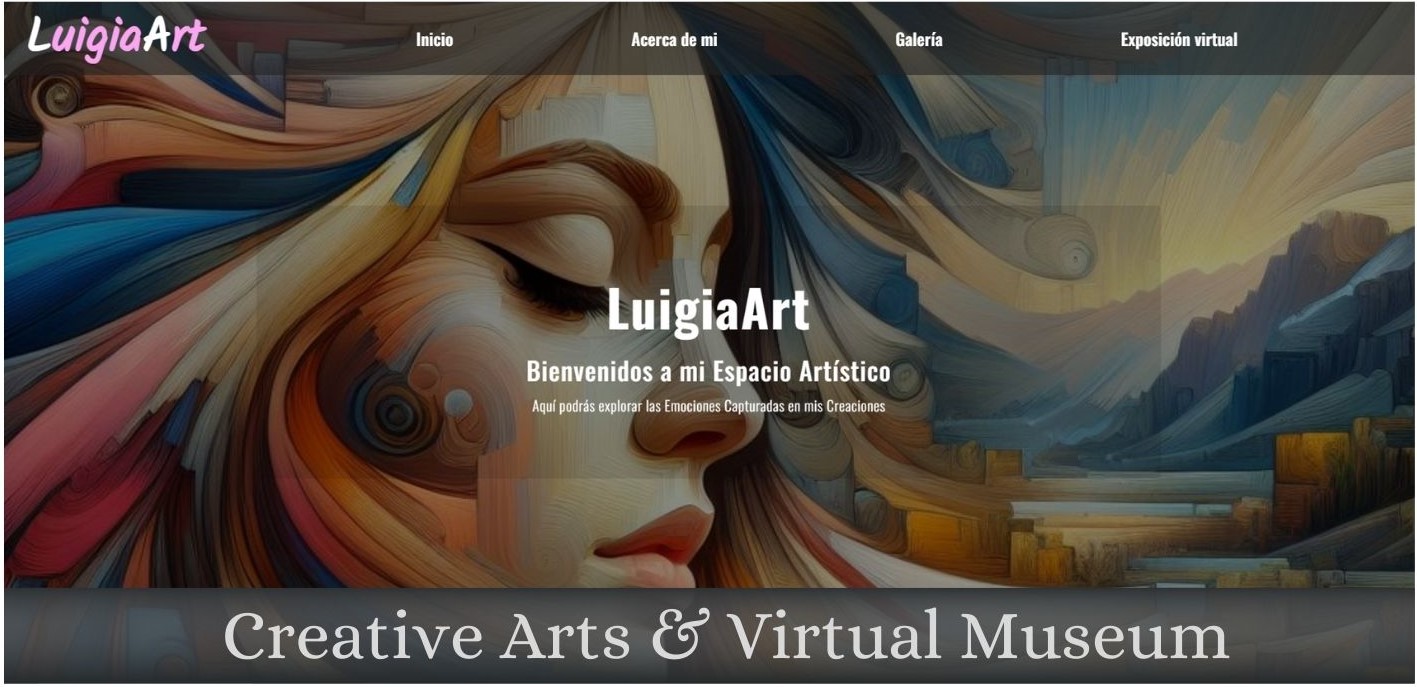 LuigiaArt
Inicio Acerca de mi Galería Exposición virtual
LuigiaArt
Bienvenidos a mi Espacio Artístico
Aquí podrás explorar las Emociones Capturadas en mis Creaciones
Creative Arts & Virtual Museum